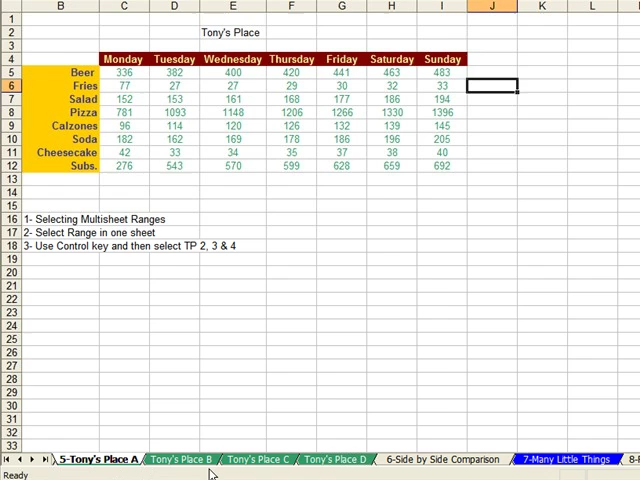 B C D E F G H I J K L
1
2 Tony's Place
3
4 Monday Tuesday Wednesday Thursday Friday Saturday Sunday
5 Beer 336 382 400 420 441 463 483
6 Fries 77 27 27 29 30 32 33
7 Salad 152 153 161 168 177 186 194
8 Pizza 781 1093 1148 1206 1266 1330 1396
9 Calzones 96 114 120 126 132 139 145
10 Soda 182 162 169 178 186 196 205
11 Cheesecake 42 33 34 35 37 38 40
12 Subs. 276 543 570 599 628 659 692
13
14
15
16 1- Selecting Multisheet Ranges
17 2- Select Range in one sheet
18 3- Use Control key and then select TP 2, 3 & 4
19
20
21
22
23
24
25
26
27
28
29
30
31
32
33
5-Tony's Place A Tony's Place B Tony's Place C Tony's Place D 6-Side by Side Comparison 7-Many Little Things
Ready